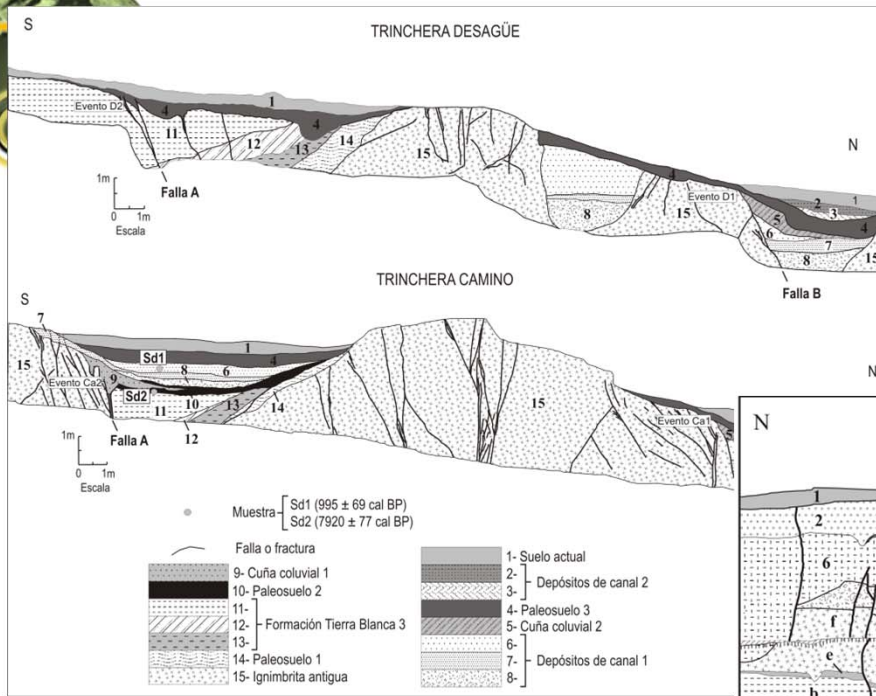 S
TRINCHERA DESAGÜE
1
Evento D2
4
11
12
4
13
14
15
N
4
8
15
Evento D1
1
2
3
5
4
6
7
8
15
1m
1m
Escala
Falla A
Falla B
TRINCHERA CAMINO
S
N
7
1
Sd1
4
15
8
6
Evento Ca2
9
Sd2
10
11
13
14
12
15
Evento Ca1
5
1m
1m
Escala
Falla A
Muestra
Sd1 (995 ± 69 cal BP)
Sd2 (7920 ± 77 cal BP)
Falla o fractura
9- Cuña coluvial 1
10- Paleosuelo 2
11-
12- Formación Tierra Blanca 3
13-
14- Paleosuelo 1
15- Ignimbrita antigua
1- Suelo actual
2-
3- Depósitos de canal 2
4- Paleosuelo 3
5- Cuña coluvial 2
6-
7- Depósitos de canal 1
8-
N
1
2
6
f
e
b